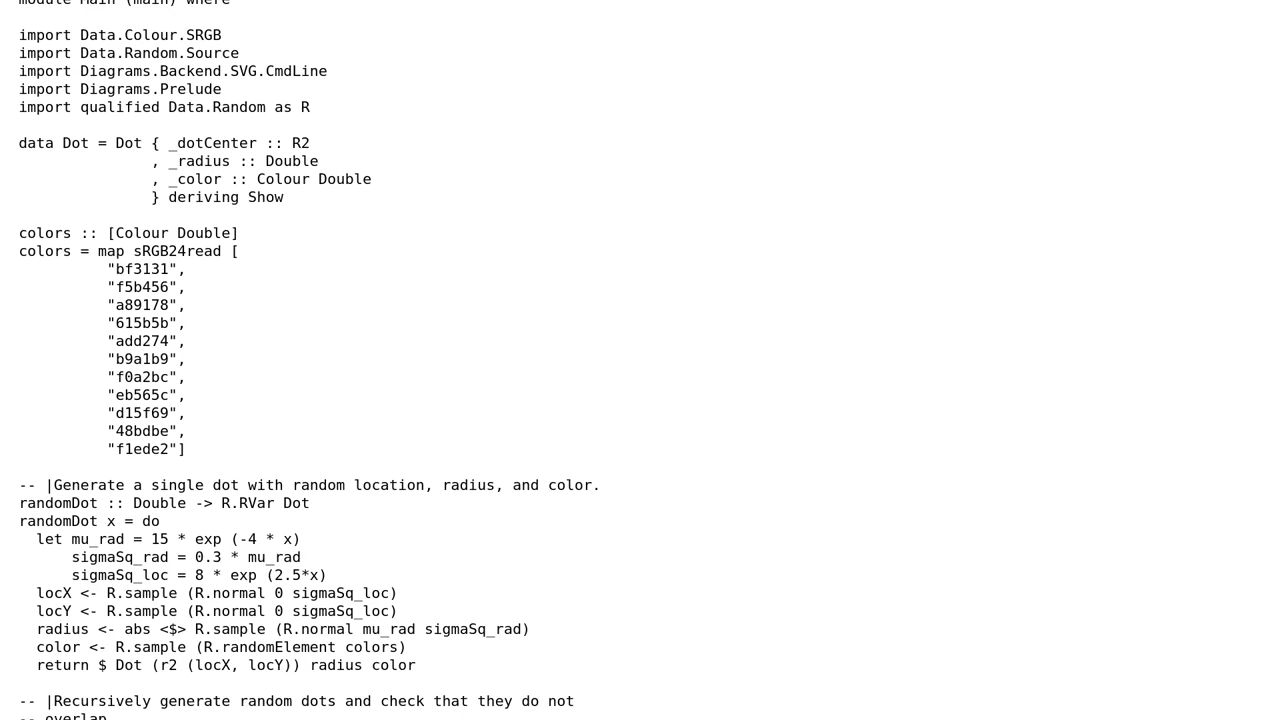 module Main (main) where

import Data.Colour.SRGB
import Data.Random.Source
import Diagrams.Backend.SVG.CmdLine
import Diagrams.Prelude
import qualified Data.Random as R

data Dot = Dot { _dotCenter :: R2
               , _radius :: Double
               , _color :: Colour Double
               } deriving Show

colors :: [Colour Double]
colors = map sRGB24read [
          "bf3131",
          "f5b456",
          "a89178",
          "615b5b",
          "add274",
          "b9a1b9",
          "f0a2bc",
          "eb565c",
          "d15f69",
          "48bdbe",
          "f1ede2"]

-- |Generate a single dot with random location, radius, and color.
randomDot :: Double -> R.RVar Dot
randomDot x = do
  let mu_rad = 15 * exp (-4 * x)
      sigmaSq_rad = 0.3 * mu_rad
      sigmaSq_loc = 8 * exp (2.5*x)
  locX <- R.sample (R.normal 0 sigmaSq_loc)
  locY <- R.sample (R.normal 0 sigmaSq_loc)
  radius <- abs <$> R.sample (R.normal mu_rad sigmaSq_rad)
  color <- R.sample (R.randomElement colors)
  return $ Dot (r2 (locX, locY)) radius color

-- |Recursively generate random dots and check that they do not
-- overlap